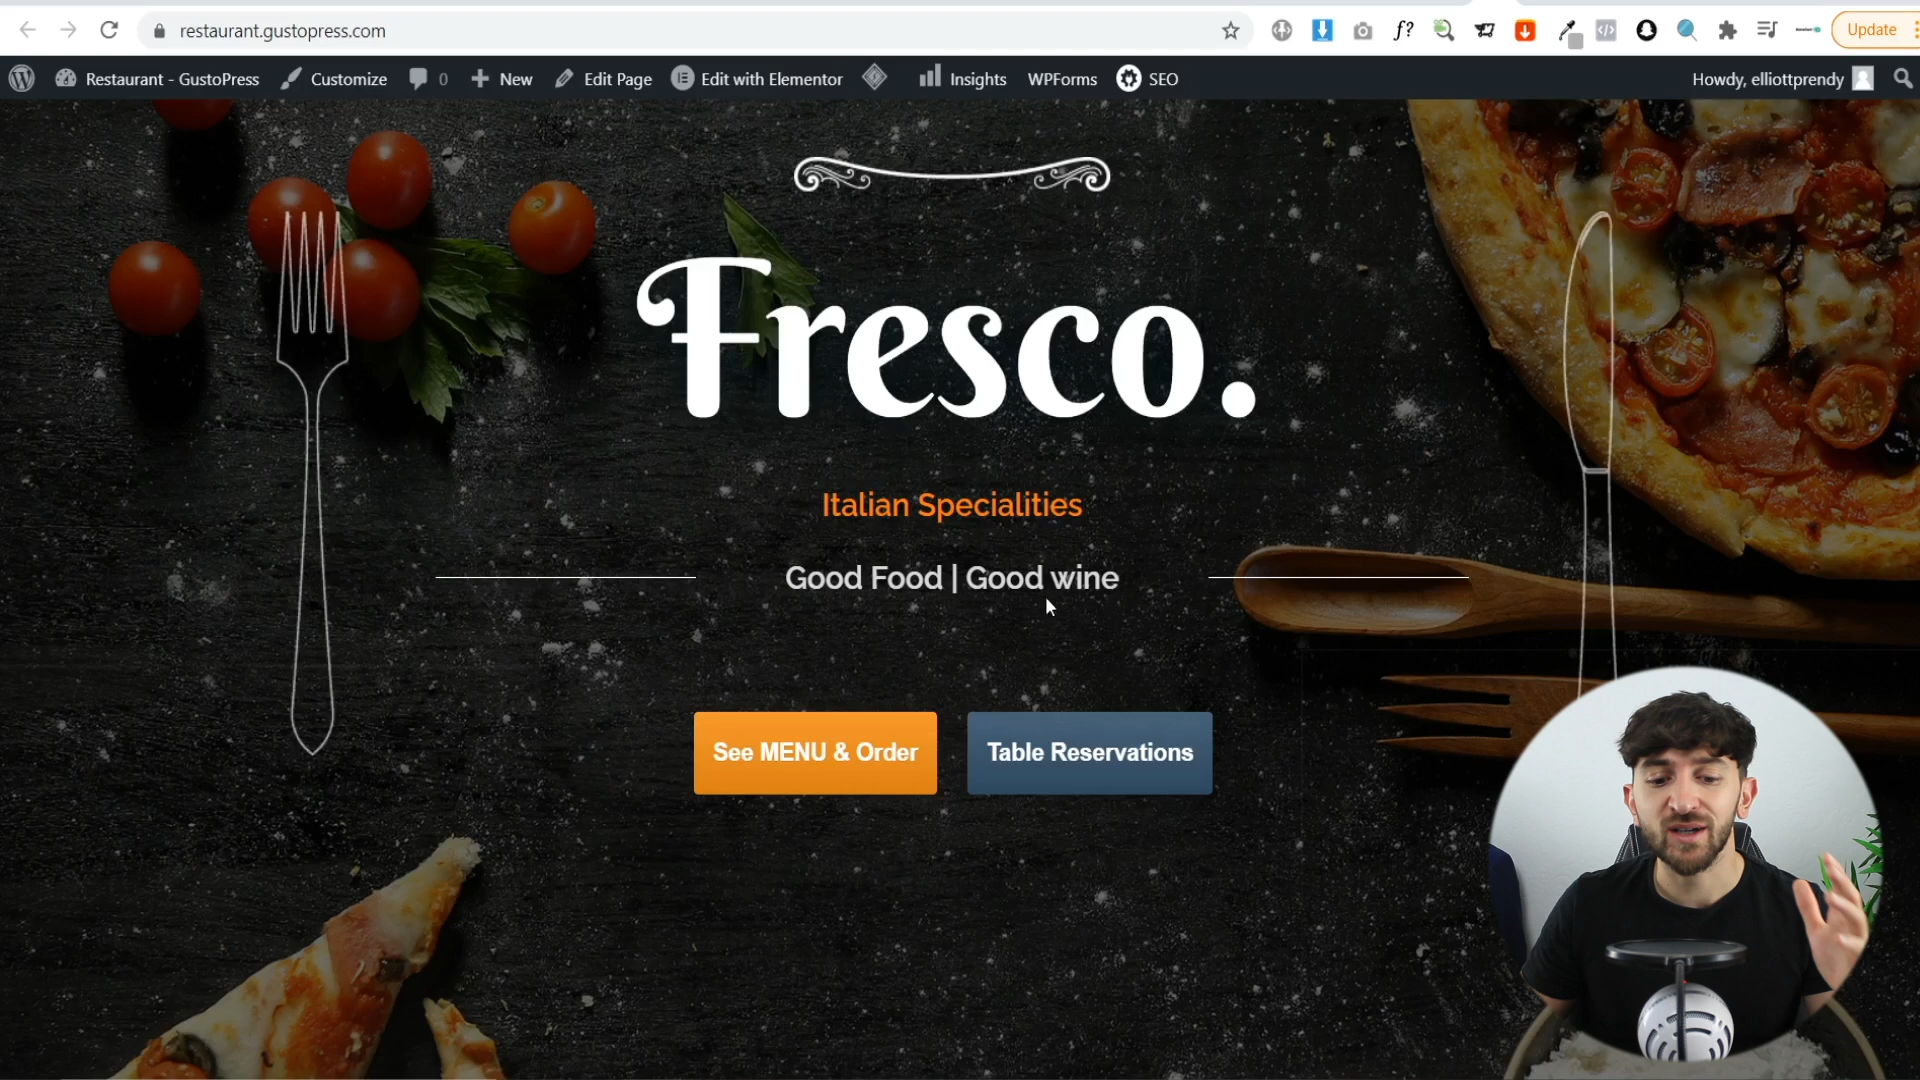 restaurant.gustopress.com
f?
Update
Restaurant - GustoPress
Customize
0
New
Edit Page
Edit with Elementor
Insights
WPForms
SEO
Howdy, elliottprendy
Fresco.
Italian Specialities
Good Food | Good wine
See MENU & Order
Table Reservations